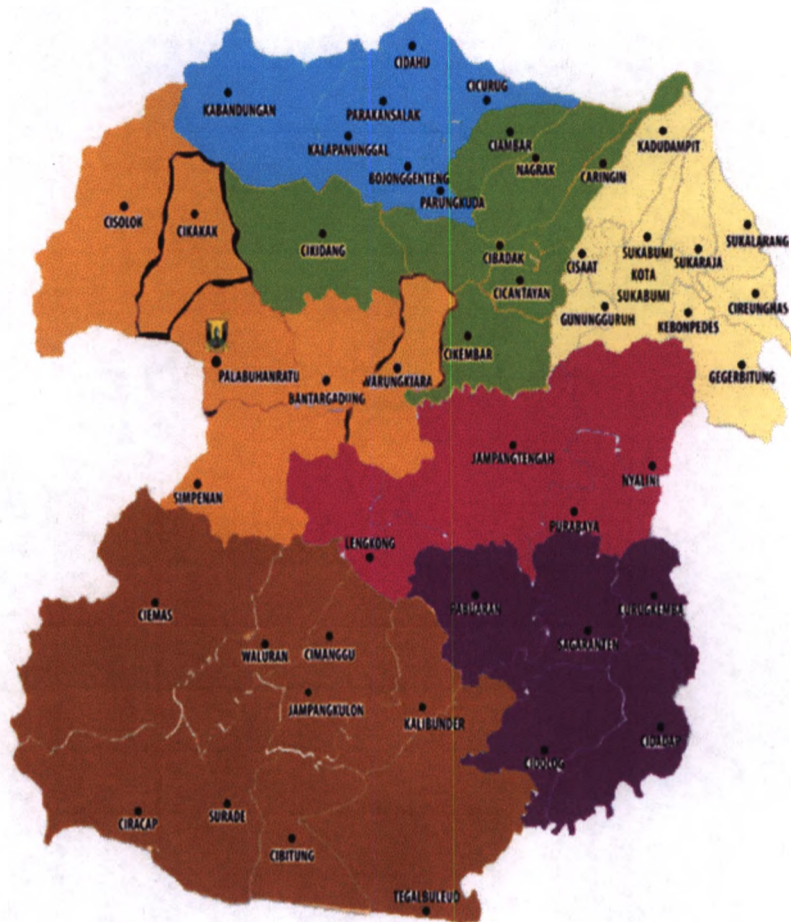 CIDAHU
KABANDUNGAN
PARAKANSALAK
CICURUG
KALAPANUNGGAL
CIAMBAR
KADUDAMPIT
BOJONGGENTENG
NAGRAK
CARINGIN
PARUNGKUDA
CISOLOK
CIKAKAK
CIKIDANG
CIBADAK
CISAAT
SUKABUMI
SUKARAJA
SUKALARANG
KOTA
SUKABUMI
CICANTAYAN
GUNUNGGURUH
KEBONPEDES
CIREUNGHAS
CIKEMBAR
PALABUHANRATU
BANTARGADUNG
WARUNGKIARA
GEGERBITUNG
JAMPANGTENGAH
NYALINI
SIMPENAN
PURABAYA
LENGKONG
CIEMAS
PABUARAN
CURUGKEMBA
SAGARANTEN
WALURAN
CIMANGGU
JAMPANGKULON
KALIBUNDER
CIDADAP
CIDOLOG
CIRACAP
SURADE
CIBITUNG
TEGALBULEUD